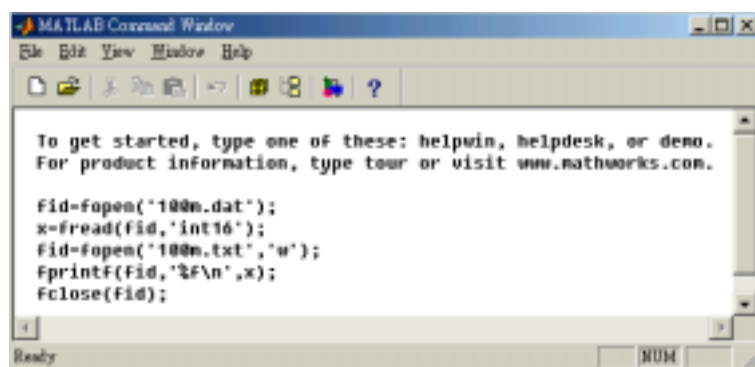 MATLAB Command Window
File Edit View Window Help
?
To get started, type one of these: helpwin, helpdesk, or demo.
For product information, type tour or visit www.mathworks.com.
fid=fopen('100m.dat');
x=fread(fid,'int16');
fid=fopen('100m.txt','w');
fprintf(fid,'%f\n',x);
fclose(fid);
Ready NUM